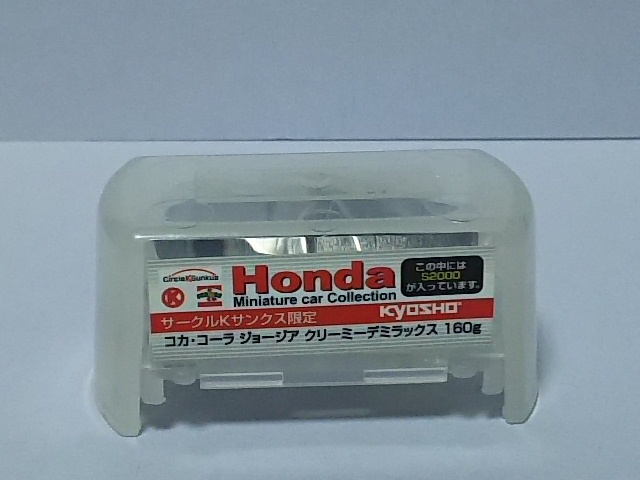 CircleKSunkus
K
Honda
Miniature car Collection
この中には
S2000
が入っています。
サークルKサンクス限定
KYOSHO
コカ・コーラ ジョージア クリーミーデミラックス 160g